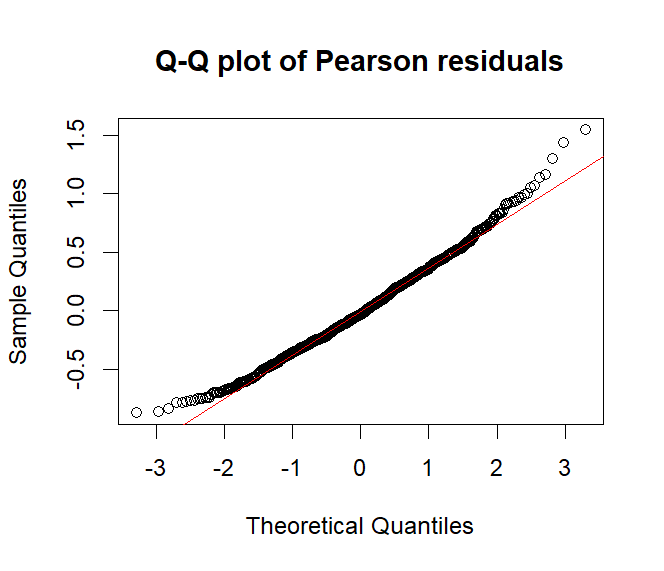 Q-Q plot of Pearson residuals
Sample Quantiles
1.5
1.0
0.5
0.0
-0.5
-3 -2 -1 0 1 2 3
Theoretical Quantiles